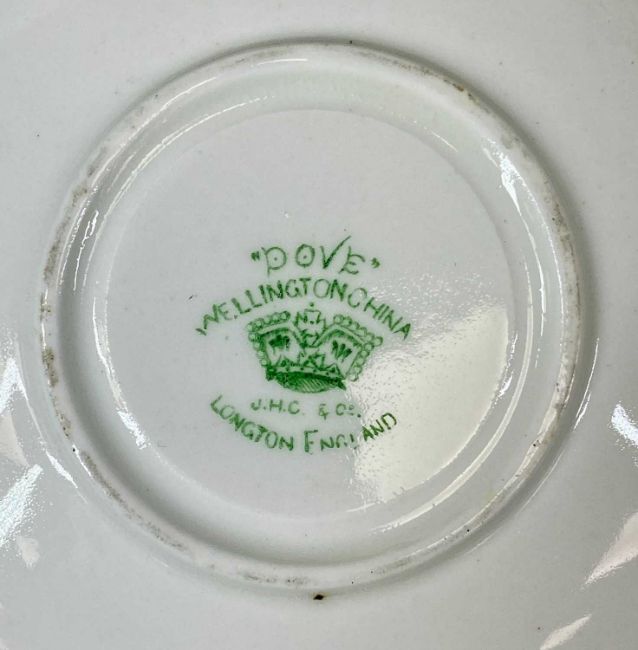 "DOVE"
WELLINGTON CHINA
J.H.C. & Co.
LONGTON ENGLAND